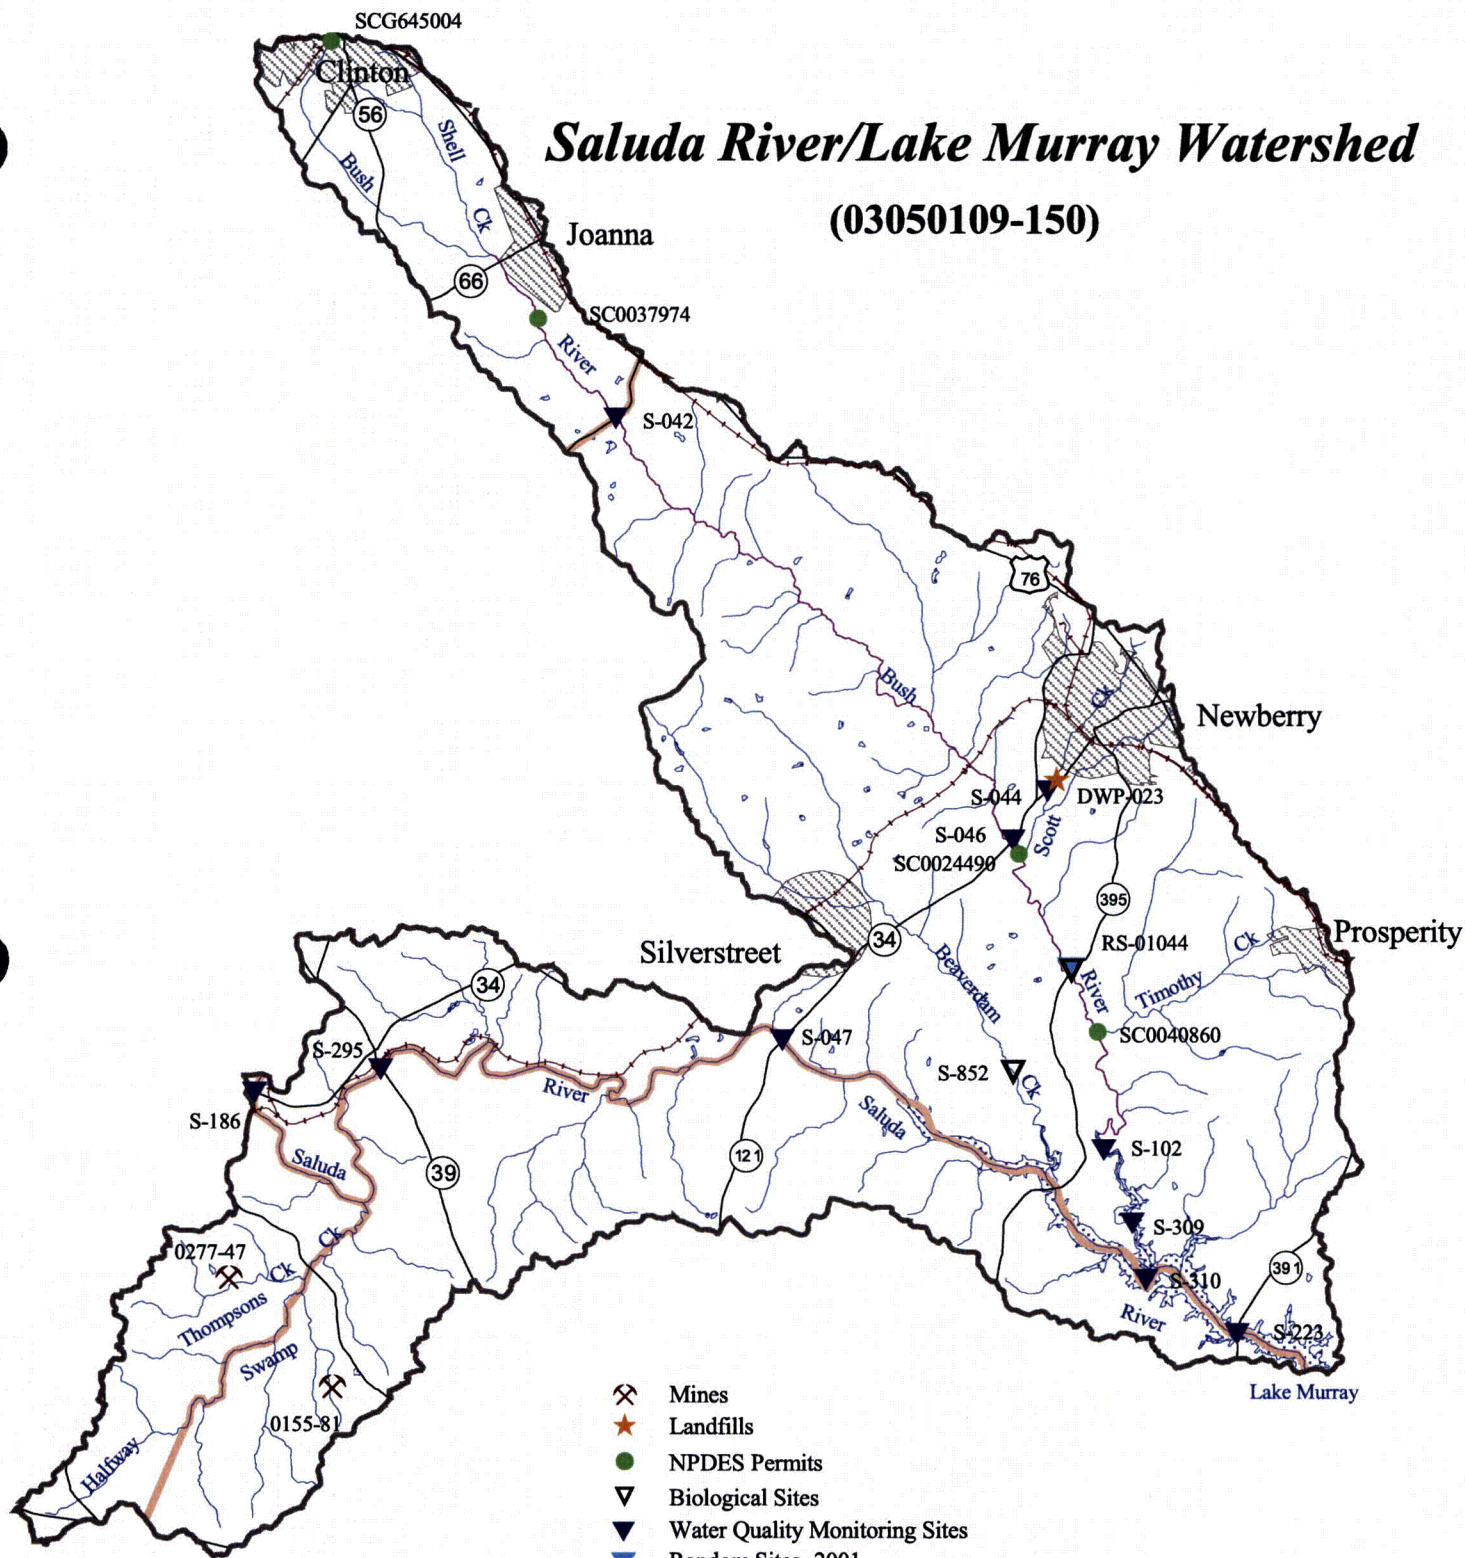 SCG645004
Clinton
56
Saluda River/Lake Murray Watershed
(03050109-150)
Shell
Bush
Ck
Joanna
66
SC0037974
River
S-042
76
Bush
Ck
Newberry
S-044
DWP-023
S-046
Scott
SC0024490
395
34
Silverstreet
Prosperity
RS-01044
Ck
Beaverdam
River
Timothy
34
SC0040860
S-295
S-047
S-852
Ck
River
S-186
Saluda
121
S-102
Saluda
39
S-309
Ck
0277-47
Ck
391
S-310
Thompsons
River
S-223
Swamp
Lake Murray
Mines
0155-81
Landfills
Halfway
NPDES Permits
Biological Sites
Water Quality Monitoring Sites
Random Sites, 2001